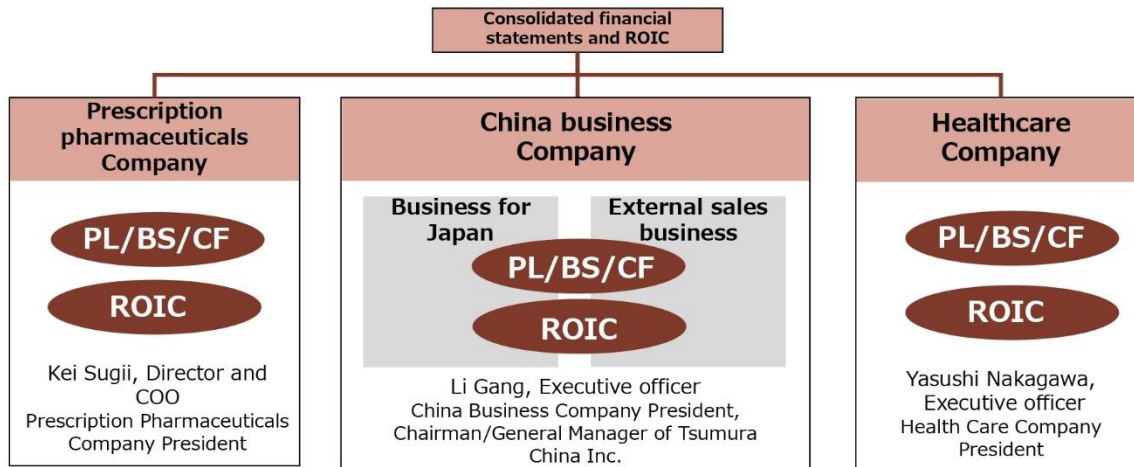 Consolidated financial
statements and ROIC
Prescription
pharmaceuticals
Company
PL/BS/CF
ROIC
Kei Sugii, Director and
COO
Prescription Pharmaceuticals
Company President
China business
Company
Business for
Japan
External sales
business
PL/BS/CF
ROIC
Li Gang, Executive officer
China Business Company President,
Chairman/General Manager of Tsumura
China Inc.
Healthcare
Company
PL/BS/CF
ROIC
Yasushi Nakagawa,
Executive officer
Health Care Company
President